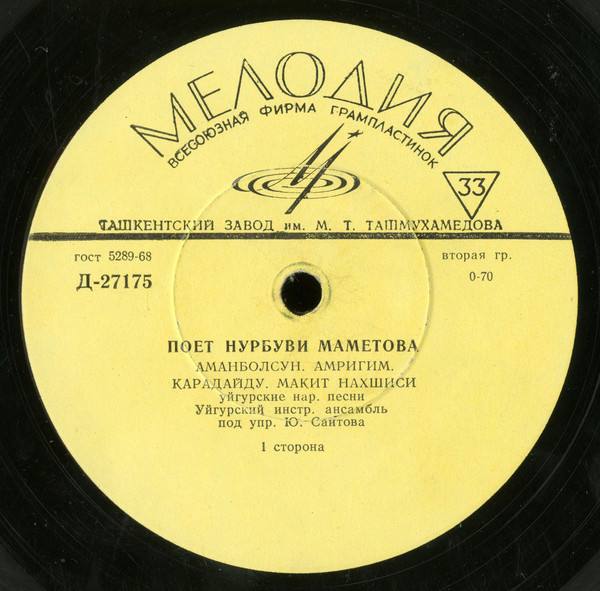 МЕЛОДИЯ
ВСЕСОЮЗНАЯ ФИРМА ГРАМПЛАСТИНОК
33
ТАШКЕНТСКИЙ ЗАВОД им. М. Т. ТАШМУХАМЕДОВА
гост 5289-68
вторая гр.
Д-27175
0-70
ПОЕТ НУРБУВИ МАМЕТОВА
АМАНБОЛСУН. АМРИГИМ.
ҚАРАДАЙДУ. МАКИТ НАХШИСИ
уйгурские нар. песни
Уйгурский инстр. ансамбль
под упр. Ю. Саитова
1 сторона